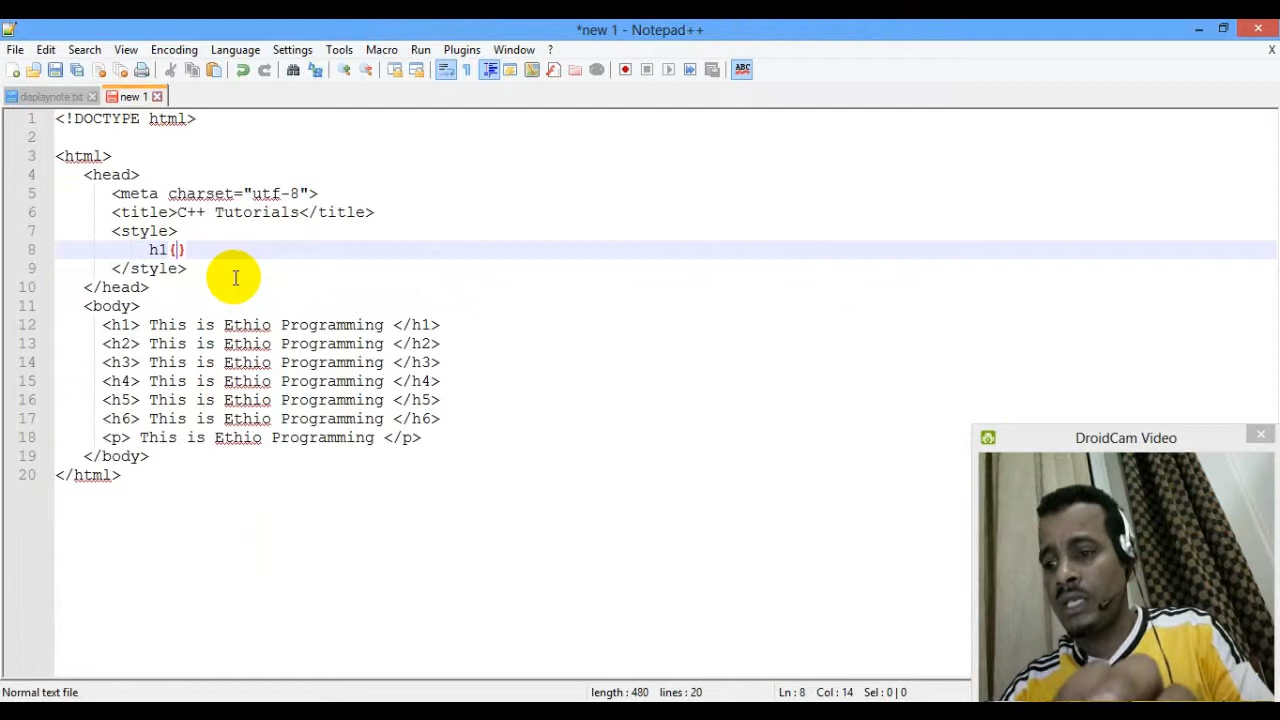 *new 1 - Notepad++
File Edit Search View Encoding Language Settings Tools Macro Run Plugins Window ? X
ABC
displaynote.txt new 1
1 <!DOCTYPE html>
2
3 <html>
4 <head>
5 <meta charset="utf-8">
6 <title>C++ Tutorials</title>
7 <style>
8 h1{}
9 </style>
10 </head>
11 <body>
12 <h1> This is Ethio Programming </h1>
13 <h2> This is Ethio Programming </h2>
14 <h3> This is Ethio Programming </h3>
15 <h4> This is Ethio Programming </h4>
16 <h5> This is Ethio Programming </h5>
17 <h6> This is Ethio Programming </h6>
18 <p> This is Ethio Programming </p>
19 </body>
20 </html>
DroidCam Video
Normal text file length : 480 lines : 20 Ln : 8 Col : 14 Sel : 0 | 0